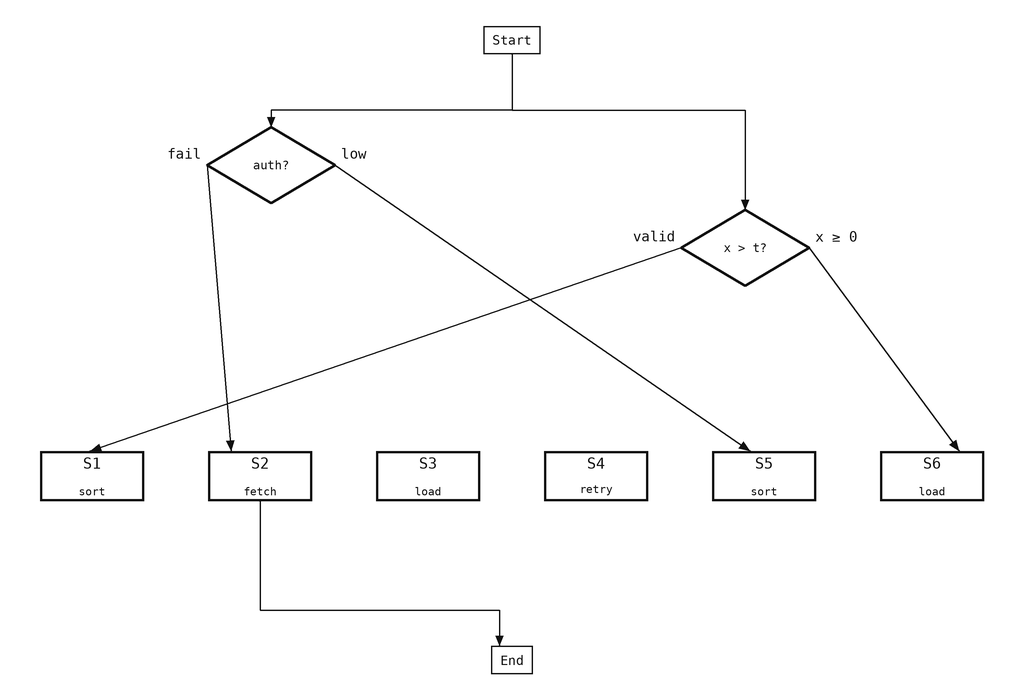 Start
fail
auth?
low
valid
x > t?
x ≥ 0
S1
sort
S2
fetch
S3
load
S4
retry
S5
sort
S6
load
End